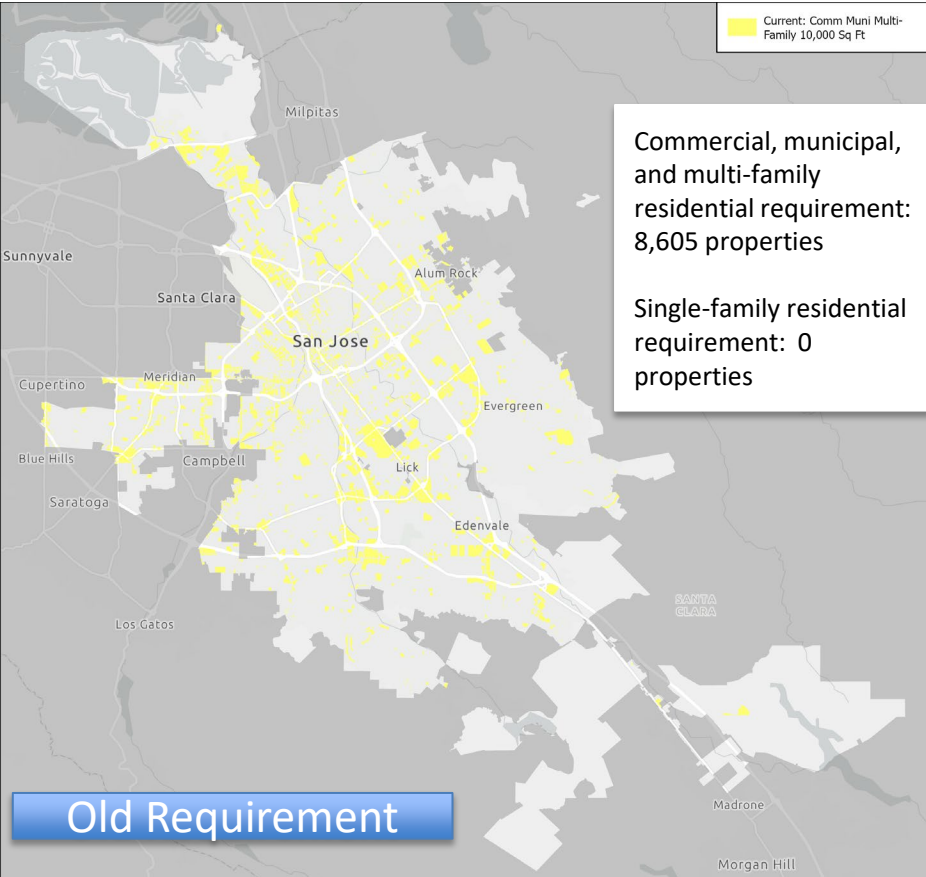 Current: Comm Muni Multi-
Family 10,000 Sq Ft
Milpitas
Commercial, municipal,
and multi-family
residential requirement:
8,605 properties
Single-family residential
requirement: 0
properties
Sunnyvale
Alum Rock
Santa Clara
San Jose
Cupertino
Meridian
Evergreen
Blue Hills
Campbell
Lick
Saratoga
Edenvale
SANTA
CLARA
Los Gatos
Old Requirement
Madrone
Morgan Hill